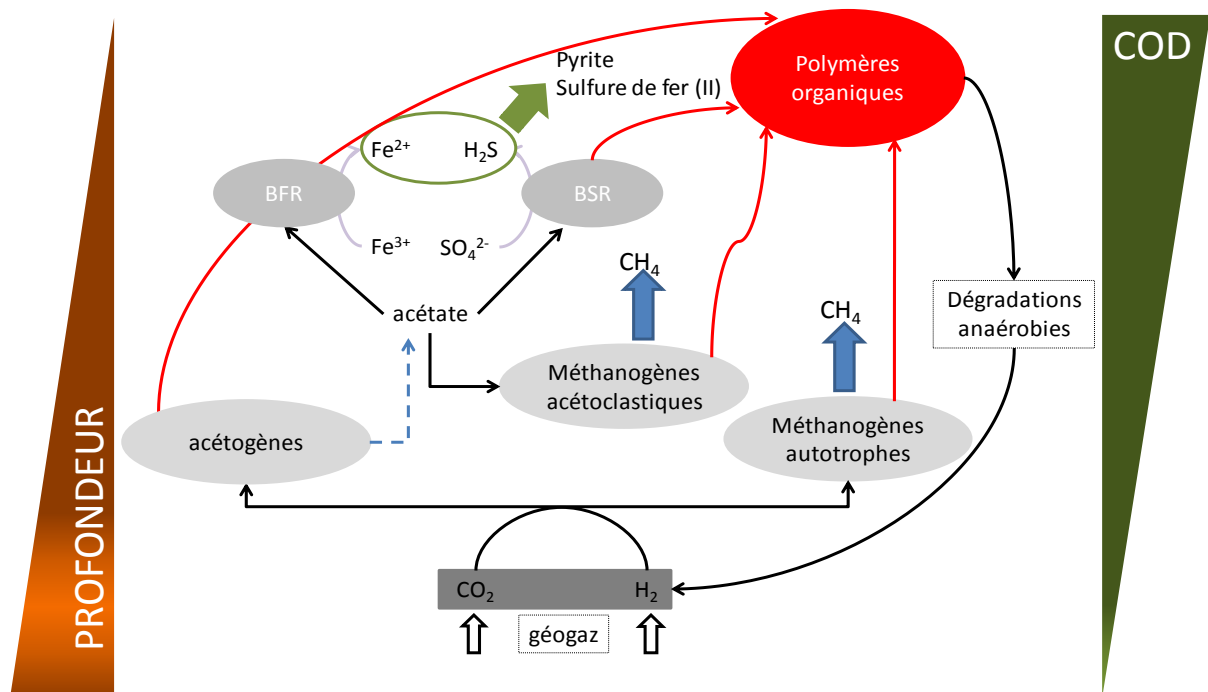 COD
Polymères
organiques
Pyrite
Sulfure de fer (II)
Fe²⁺
H₂S
BFR
BSR
Fe³⁺
SO₄²⁻
CH₄
acétate
Dégradations
anaérobies
CH₄
Méthanogènes
acétoclastiques
acétogènes
Méthanogènes
autotrophes
PROFONDEUR
CO₂
H₂
géogaz